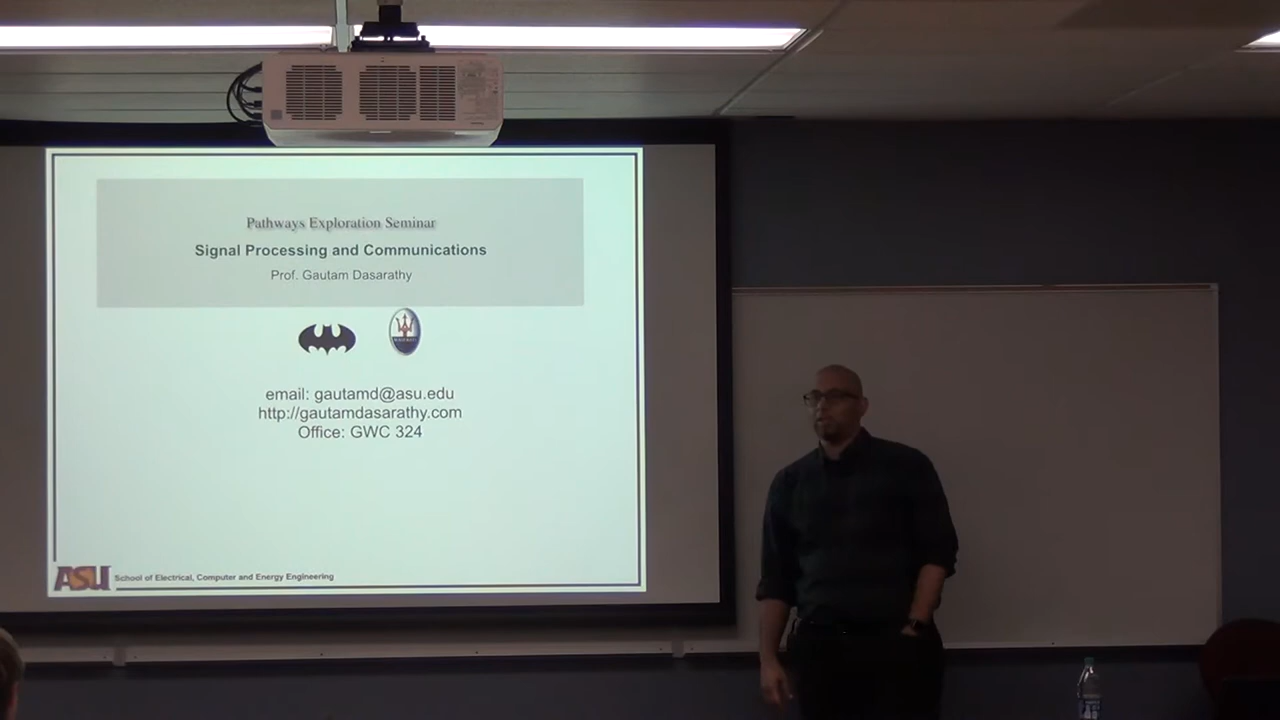 Pathways Exploration Seminar
Signal Processing and Communications
Prof. Gautam Dasarathy
MASERATI
email: gautamd@asu.edu
http://gautamdasarathy.com
Office: GWC 324
ASU School of Electrical, Computer and Energy Engineering